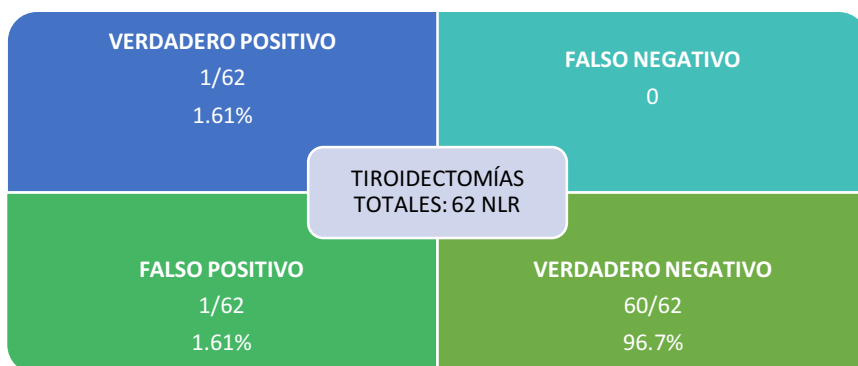 VERDADERO POSITIVO
1/62
1.61%
FALSO NEGATIVO
0
TIROIDECTOMÍAS
TOTALES: 62 NLR
FALSO POSITIVO
1/62
1.61%
VERDADERO NEGATIVO
60/62
96.7%